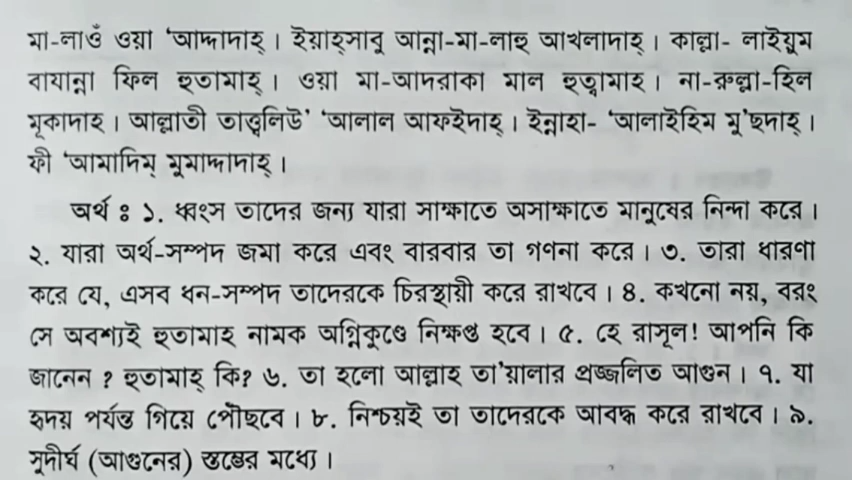 মা-লাওঁ ওয়া ‘আদ্দাদাহ্। ইয়াহ্সাবু আন্না-মা-লাহু আখলাদাহ্। কাল্লা- লাইয়ুম
বাযান্না ফিল হুতামাহ্। ওয়া মা-আদরাকা মাল হুত্বামাহ। না-রুল্লা-হিল
মূকাদাহ। আল্লাতী তাত্ত্বলিউ’ ‘আলাল আফইদাহ্। ইন্নাহা- ‘আলাইহিম মু’ছদাহ্।
ফী ‘আমাদিম্ মুমাদ্দাদাহ্।
অর্থ ঃ ১. ধ্বংস তাদের জন্য যারা সাক্ষাতে অসাক্ষাতে মানুষের নিন্দা করে।
২. যারা অর্থ-সম্পদ জমা করে এবং বারবার তা গণনা করে। ৩. তারা ধারণা
করে যে, এসব ধন-সম্পদ তাদেরকে চিরস্থায়ী করে রাখবে। ৪. কখনো নয়, বরং
সে অবশ্যই হুতামাহ নামক অগ্নিকুণ্ডে নিক্ষপ্ত হবে। ৫. হে রাসূল! আপনি কি
জানেন ? হুতামাহ্ কি? ৬. তা হলো আল্লাহ তা’য়ালার প্রজ্জলিত আগুন। ৭. যা
হৃদয় পর্যন্ত গিয়ে পৌঁছবে। ৮. নিশ্চয়ই তা তাদেরকে আবদ্ধ করে রাখবে। ৯.
সুদীর্ঘ (আগুনের) স্তম্ভের মধ্যে।